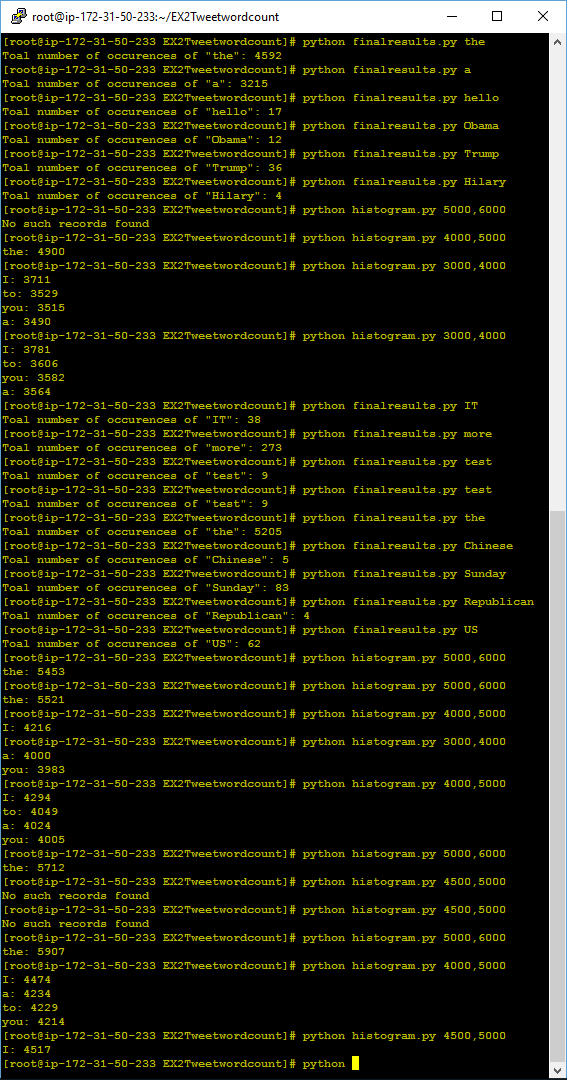 root@ip-172-31-50-233:~/EX2Tweetwordcount
[root@ip-172-31-50-233 EX2Tweetwordcount]# python finalresults.py the
Toal number of occurences of "the": 4592
[root@ip-172-31-50-233 EX2Tweetwordcount]# python finalresults.py a
Toal number of occurences of "a": 3215
[root@ip-172-31-50-233 EX2Tweetwordcount]# python finalresults.py hello
Toal number of occurences of "hello": 17
[root@ip-172-31-50-233 EX2Tweetwordcount]# python finalresults.py Obama
Toal number of occurences of "Obama": 12
[root@ip-172-31-50-233 EX2Tweetwordcount]# python finalresults.py Trump
Toal number of occurences of "Trump": 36
[root@ip-172-31-50-233 EX2Tweetwordcount]# python finalresults.py Hilary
Toal number of occurences of "Hilary": 4
[root@ip-172-31-50-233 EX2Tweetwordcount]# python histogram.py 5000,6000
No such records found
[root@ip-172-31-50-233 EX2Tweetwordcount]# python histogram.py 4000,5000
the: 4900
[root@ip-172-31-50-233 EX2Tweetwordcount]# python histogram.py 3000,4000
I: 3711
to: 3529
you: 3515
a: 3490
[root@ip-172-31-50-233 EX2Tweetwordcount]# python histogram.py 3000,4000
I: 3781
to: 3606
you: 3582
a: 3564
[root@ip-172-31-50-233 EX2Tweetwordcount]# python finalresults.py IT
Toal number of occurences of "IT": 38
[root@ip-172-31-50-233 EX2Tweetwordcount]# python finalresults.py more
Toal number of occurences of "more": 273
[root@ip-172-31-50-233 EX2Tweetwordcount]# python finalresults.py test
Toal number of occurences of "test": 9
[root@ip-172-31-50-233 EX2Tweetwordcount]# python finalresults.py test
Toal number of occurences of "test": 9
[root@ip-172-31-50-233 EX2Tweetwordcount]# python finalresults.py the
Toal number of occurences of "the": 5205
[root@ip-172-31-50-233 EX2Tweetwordcount]# python finalresults.py Chinese
Toal number of occurences of "Chinese": 5
[root@ip-172-31-50-233 EX2Tweetwordcount]# python finalresults.py Sunday
Toal number of occurences of "Sunday": 83
[root@ip-172-31-50-233 EX2Tweetwordcount]# python finalresults.py Republican
Toal number of occurences of "Republican": 4
[root@ip-172-31-50-233 EX2Tweetwordcount]# python finalresults.py US
Toal number of occurences of "US": 62
[root@ip-172-31-50-233 EX2Tweetwordcount]# python histogram.py 5000,6000
the: 5453
[root@ip-172-31-50-233 EX2Tweetwordcount]# python histogram.py 5000,6000
the: 5521
[root@ip-172-31-50-233 EX2Tweetwordcount]# python histogram.py 4000,5000
I: 4216
[root@ip-172-31-50-233 EX2Tweetwordcount]# python histogram.py 3000,4000
a: 4000
you: 3983
[root@ip-172-31-50-233 EX2Tweetwordcount]# python histogram.py 4000,5000
I: 4294
to: 4049
a: 4024
you: 4005
[root@ip-172-31-50-233 EX2Tweetwordcount]# python histogram.py 5000,6000
the: 5712
[root@ip-172-31-50-233 EX2Tweetwordcount]# python histogram.py 4500,5000
No such records found
[root@ip-172-31-50-233 EX2Tweetwordcount]# python histogram.py 4500,5000
No such records found
[root@ip-172-31-50-233 EX2Tweetwordcount]# python histogram.py 5000,6000
the: 5907
[root@ip-172-31-50-233 EX2Tweetwordcount]# python histogram.py 4000,5000
I: 4474
a: 4234
to: 4229
you: 4214
[root@ip-172-31-50-233 EX2Tweetwordcount]# python histogram.py 4500,5000
I: 4517
[root@ip-172-31-50-233 EX2Tweetwordcount]# python